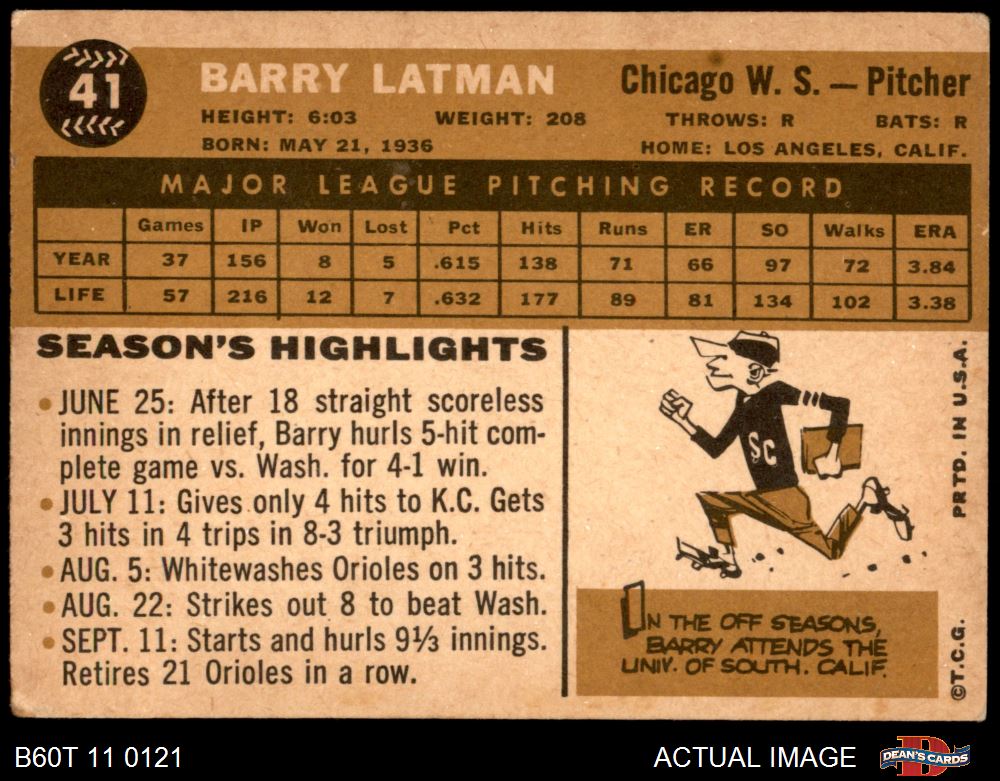 41
BARRY LATMAN
Chicago W. S. — Pitcher
HEIGHT: 6:03 WEIGHT: 208 THROWS: R BATS: R
BORN: MAY 21, 1936 HOME: LOS ANGELES, CALIF.
MAJOR LEAGUE PITCHING RECORD
Games IP Won Lost Pct Hits Runs ER SO Walks ERA
YEAR 37 156 8 5 .615 138 71 66 97 72 3.84
LIFE 57 216 12 7 .632 177 89 81 134 102 3.38
SEASON'S HIGHLIGHTS
• JUNE 25: After 18 straight scoreless
innings in relief, Barry hurls 5-hit com-
plete game vs. Wash. for 4-1 win.
• JULY 11: Gives only 4 hits to K.C. Gets
3 hits in 4 trips in 8-3 triumph.
• AUG. 5: Whitewashes Orioles on 3 hits.
• AUG. 22: Strikes out 8 to beat Wash.
• SEPT. 11: Starts and hurls 9⅓ innings.
Retires 21 Orioles in a row.
SC
IN THE OFF SEASONS,
BARRY ATTENDS THE
UNIV. OF SOUTH. CALIF.
©T.C.G. PRTD. IN U.S.A.
B60T 11 0121
ACTUAL IMAGE
D
DEAN'S CARDS